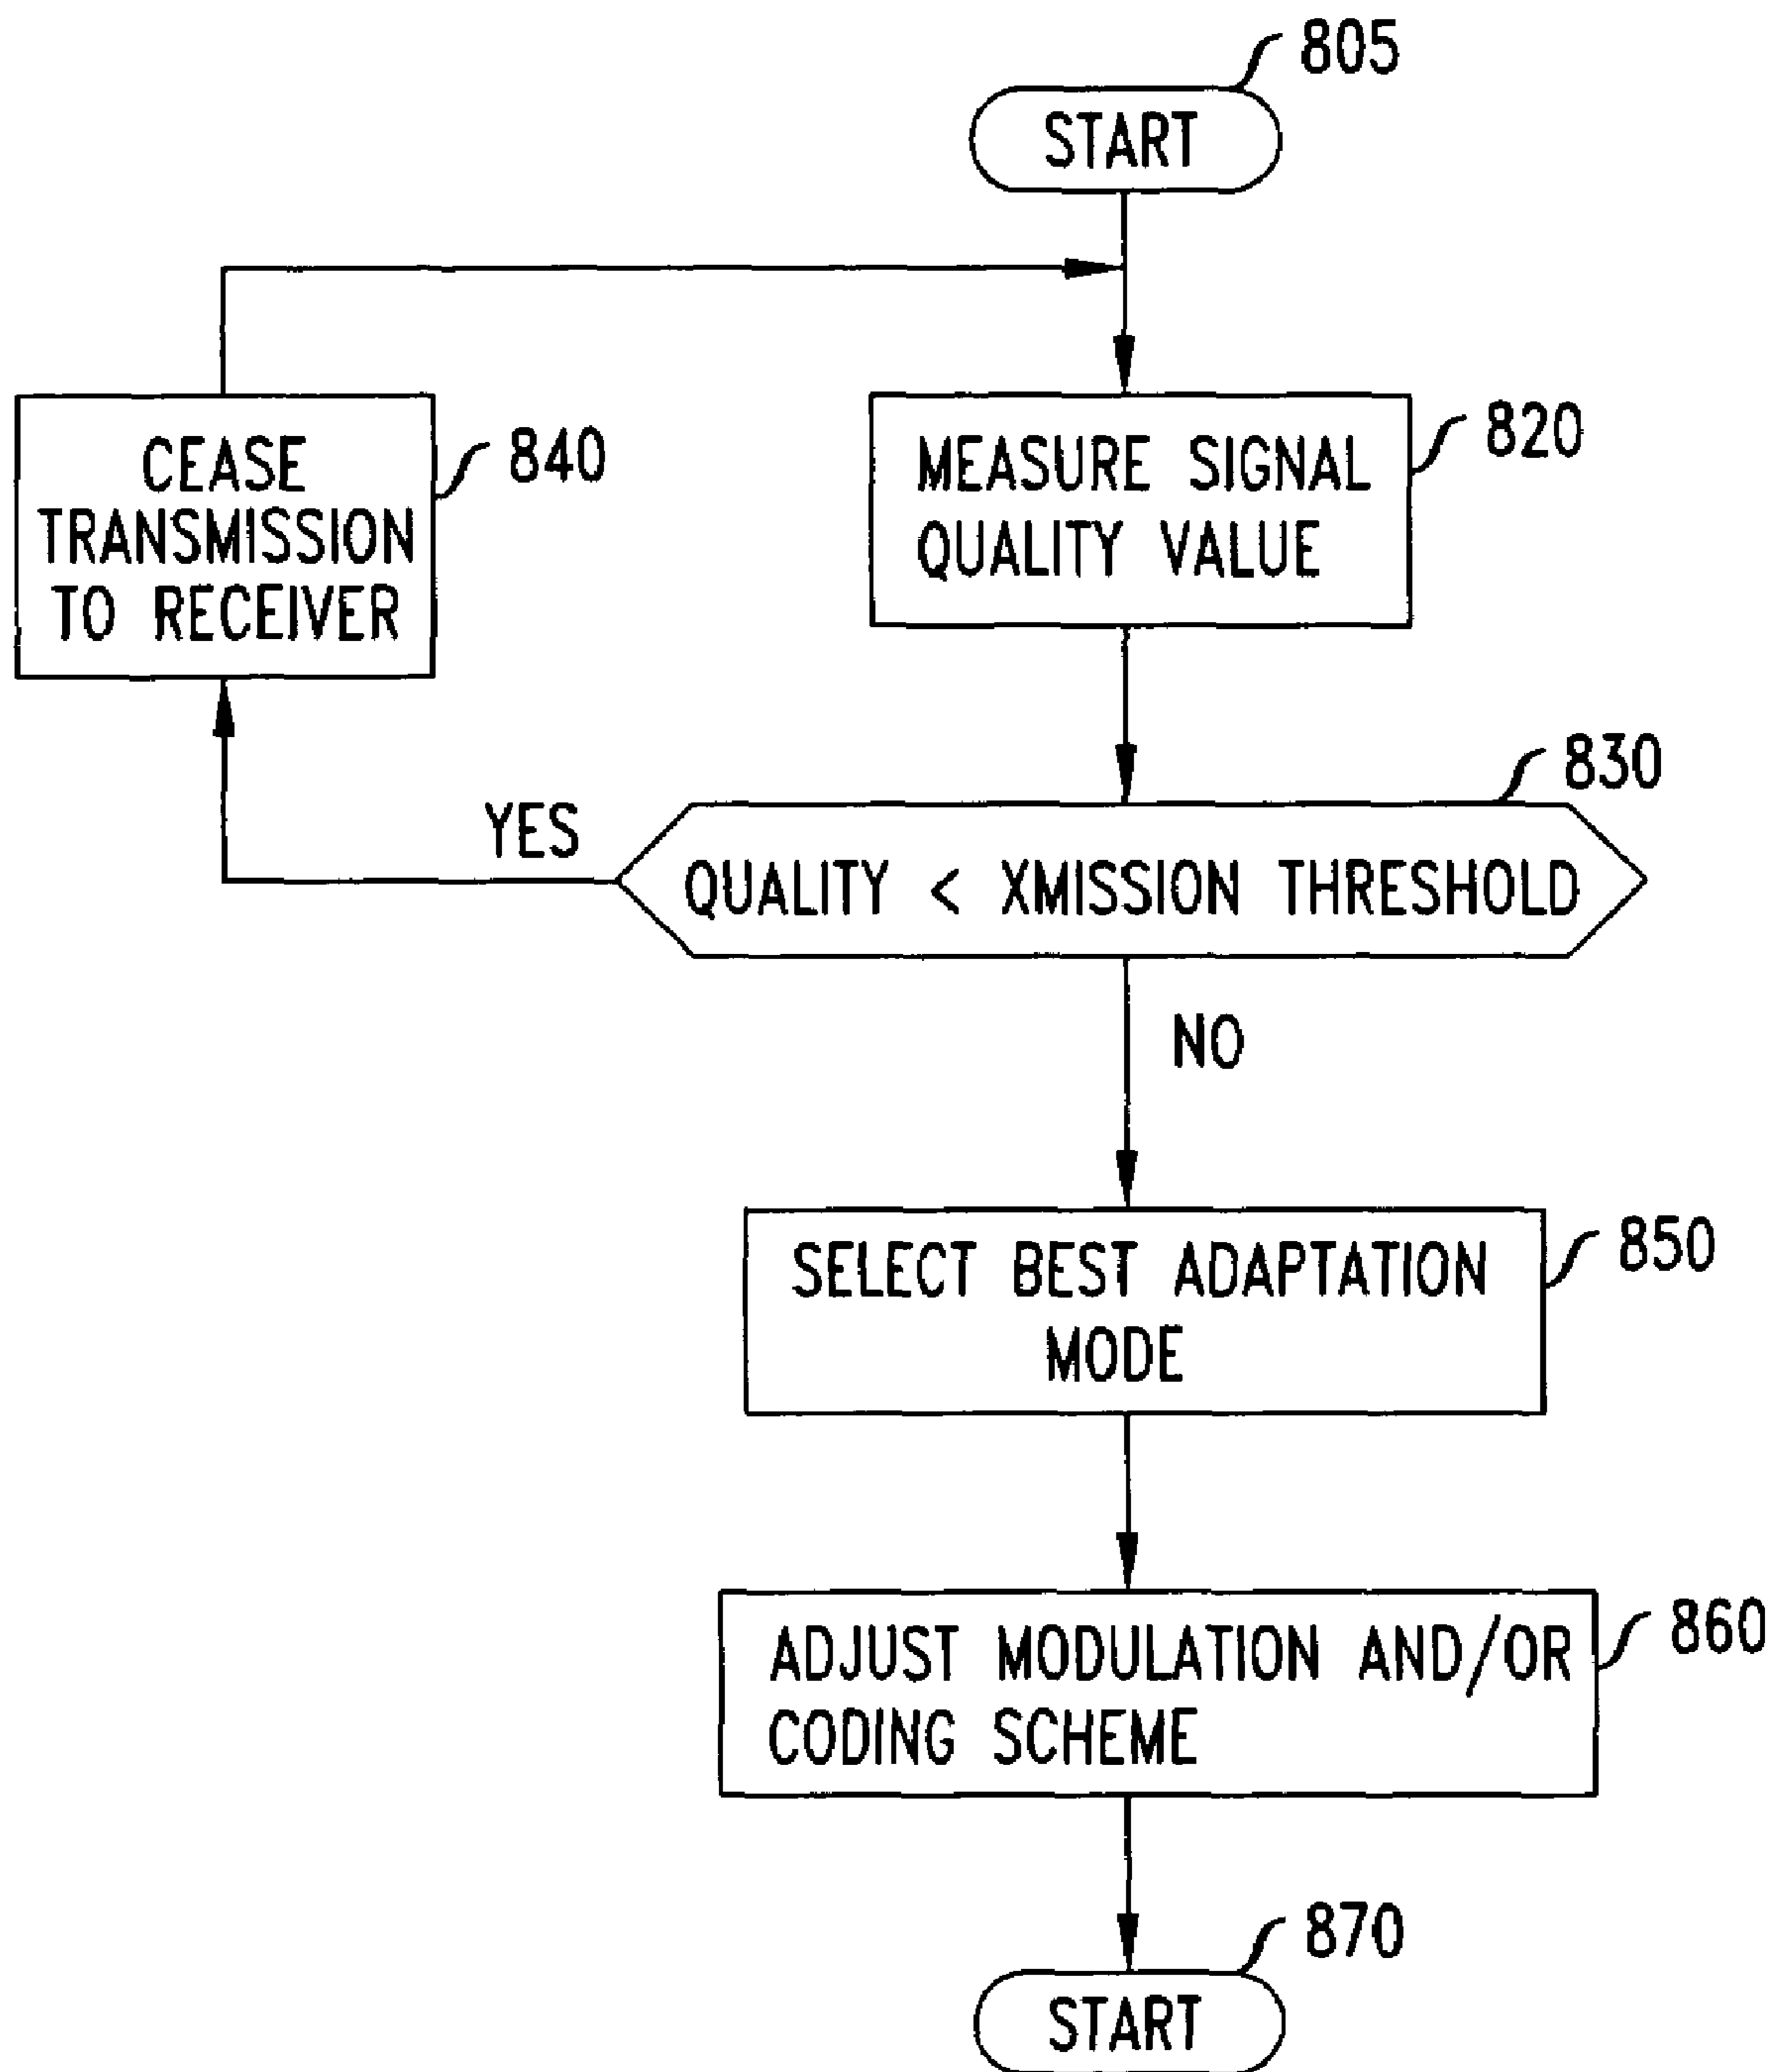 805
START
840
CEASE
TRANSMISSION
TO RECEIVER
820
MEASURE SIGNAL
QUALITY VALUE
830
YES
QUALITY < XMISSION THRESHOLD
NO
850
SELECT BEST ADAPTATION
MODE
860
ADJUST MODULATION AND/OR
CODING SCHEME
870
START